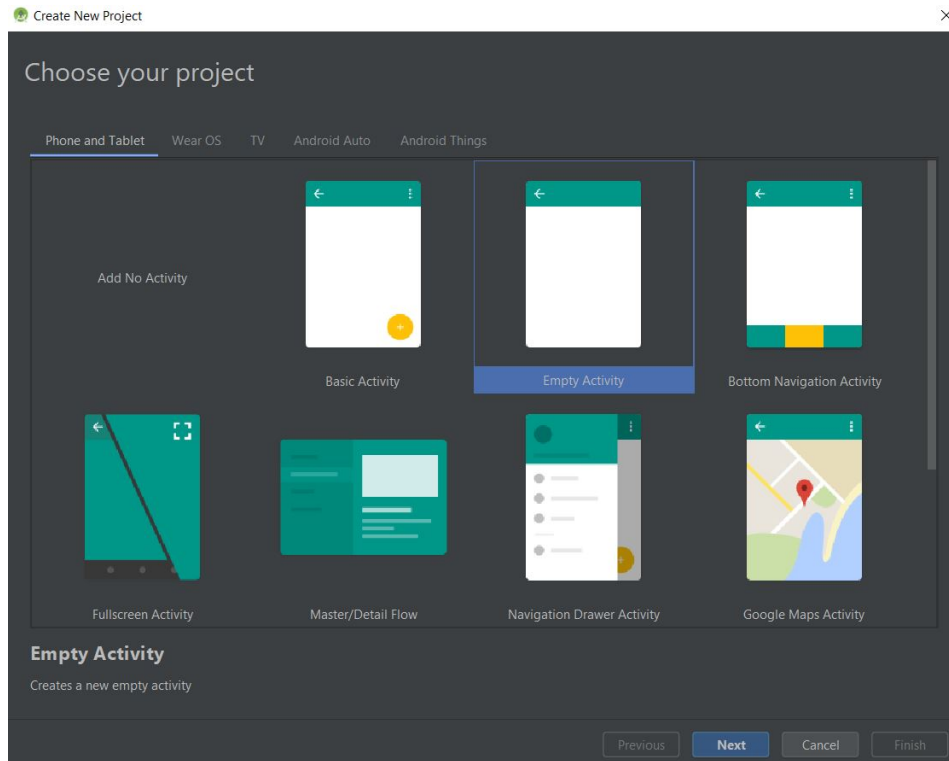 Create New Project
Choose your project
Phone and Tablet Wear OS TV Android Auto Android Things
Add No Activity
Basic Activity Empty Activity Bottom Navigation Activity
Fullscreen Activity Master/Detail Flow Navigation Drawer Activity Google Maps Activity
Empty Activity
Creates a new empty activity
Previous Next Cancel Finish